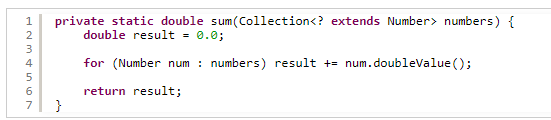 1 private static double sum(Collection<? extends Number> numbers) {
2     double result = 0.0;
3
4     for (Number num : numbers) result += num.doubleValue();
5
6     return result;
7 }